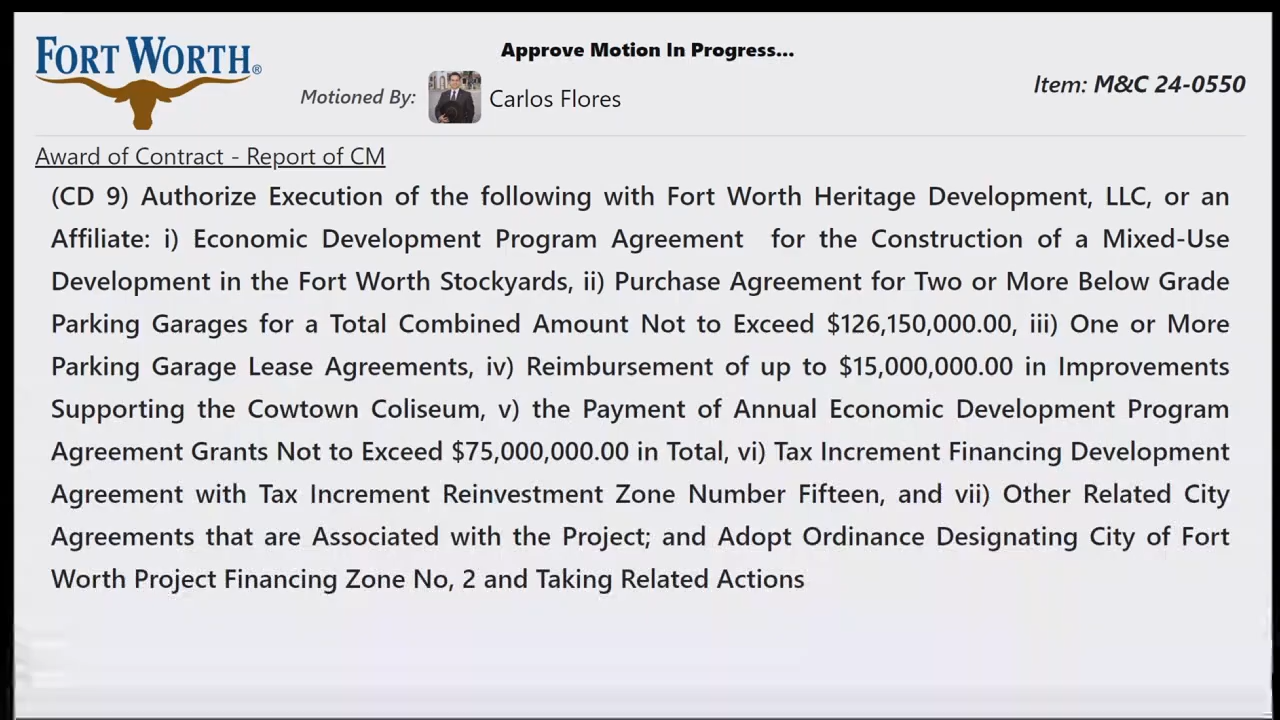 FORT WORTH®
Approve Motion In Progress...
Motioned By: Carlos Flores
Item: M&C 24-0550
Award of Contract - Report of CM
(CD 9) Authorize Execution of the following with Fort Worth Heritage Development, LLC, or an
Affiliate: i) Economic Development Program Agreement for the Construction of a Mixed-Use
Development in the Fort Worth Stockyards, ii) Purchase Agreement for Two or More Below Grade
Parking Garages for a Total Combined Amount Not to Exceed $126,150,000.00, iii) One or More
Parking Garage Lease Agreements, iv) Reimbursement of up to $15,000,000.00 in Improvements
Supporting the Cowtown Coliseum, v) the Payment of Annual Economic Development Program
Agreement Grants Not to Exceed $75,000,000.00 in Total, vi) Tax Increment Financing Development
Agreement with Tax Increment Reinvestment Zone Number Fifteen, and vii) Other Related City
Agreements that are Associated with the Project; and Adopt Ordinance Designating City of Fort
Worth Project Financing Zone No, 2 and Taking Related Actions